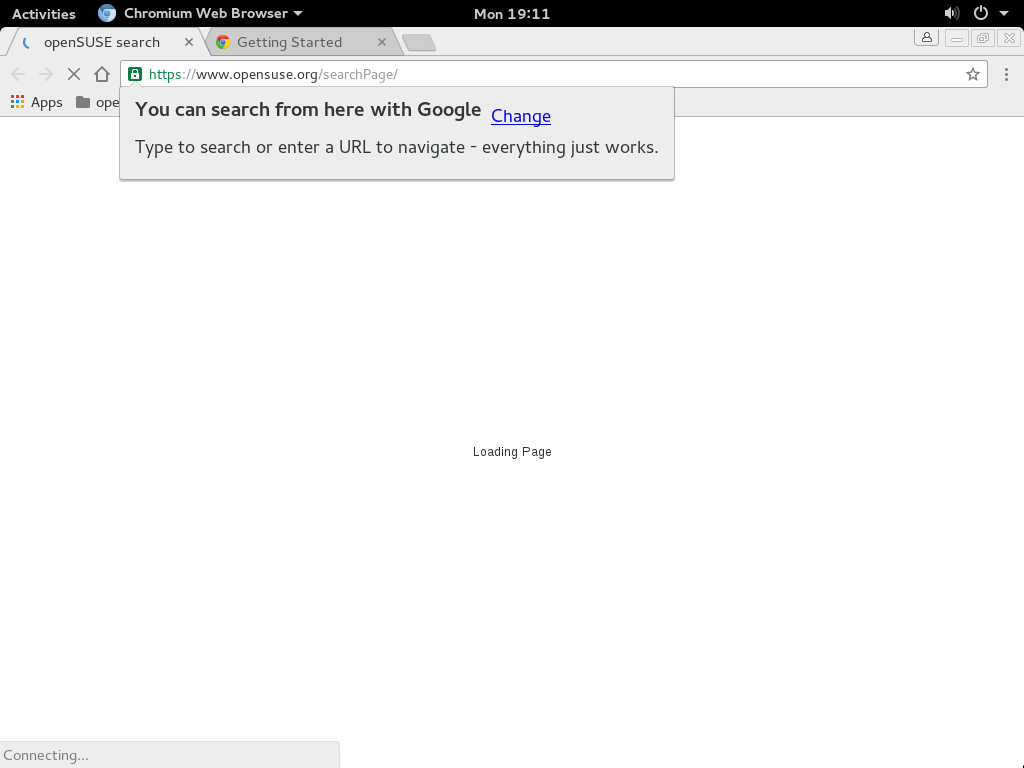 Activities Chromium Web Browser Mon 19:11
openSUSE search Getting Started
https://www.opensuse.org/searchPage/
Apps ope
You can search from here with Google Change
Type to search or enter a URL to navigate - everything just works.
Loading Page
Connecting...